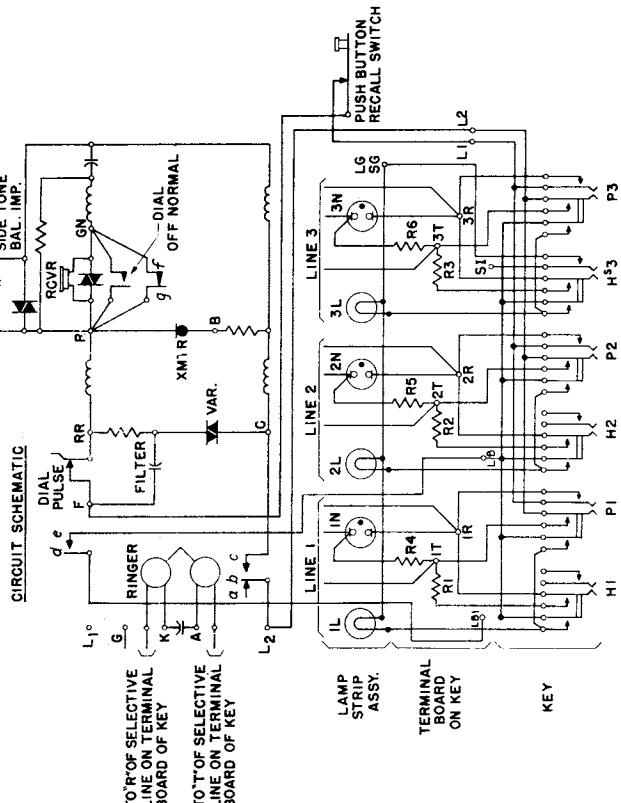 CIRCUIT SCHEMATIC
SIDE TONE
BAL. IMP.
GN
RCVR
DIAL
OFF NORMAL
f
g
P
XMTR
B
RR
DIAL
PULSE
F
FILTER
VAR.
C
d
e
RINGER
a
b
c
L1
G
K
A
L2
TO "R" OF SELECTIVE
LINE ON TERMINAL
BOARD OF KEY
TO "T" OF SELECTIVE
LINE ON TERMINAL
BOARD OF KEY
PUSH BUTTON
RECALL SWITCH
LAMP
STRIP
ASSY.
LINE 1
LINE 2
LINE 3
1L
1N
2L
2N
3L
3N
LG
SG
L1
L2
TERMINAL
BOARD
ON KEY
LB1
R1
R4
1T
1R
LB
R2
R5
2T
2R
R3
R6
3T
3R
S1
KEY
H1
P1
H2
P2
HS3
P3